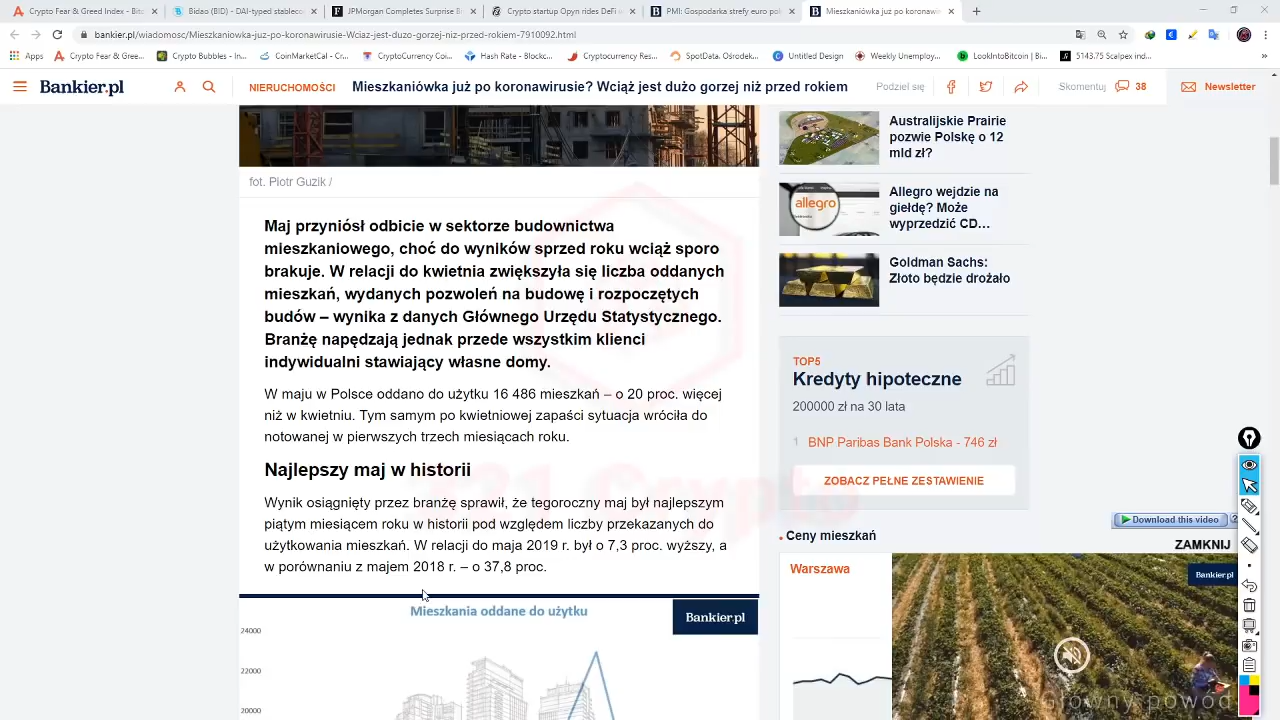 Crypto Fear & Greed Index - Bitc
Bidao (BID) - DAI-typed stablec
JPMorgan Completes Surprise Bi
Crypto startup Opyn rides DeFi
PMI: Gospodarka strefy euro pol
Mieszkaniówka już po koronawi
bankier.pl/wiadomosc/Mieszkaniowka-juz-po-koronawirusie-Wciaz-jest-duzo-gorzej-niz-przed-rokiem-7910092.html
Apps
Crypto Fear & Gree...
Crypto Bubbles - In...
CoinMarketCal - Cr...
CryptoCurrency Coi...
Hash Rate - Blockc...
Cryptocurrency Res...
SpotData. Ośrodek...
Untitled Design
Weekly Unemploy...
LookIntoBitcoin | Bi...
5143.75 Scalpex ind...
Bankier.pl
NIERUCHOMOŚCI
Mieszkaniówka już po koronawirusie? Wciąż jest dużo gorzej niż przed rokiem
Podziel się
Skomentuj
38
Newsletter
fot. Piotr Guzik /
Maj przyniósł odbicie w sektorze budownictwa
mieszkaniowego, choć do wyników sprzed roku wciąż sporo
brakuje. W relacji do kwietnia zwiększyła się liczba oddanych
mieszkań, wydanych pozwoleń na budowę i rozpoczętych
budów – wynika z danych Głównego Urzędu Statystycznego.
Branżę napędzają jednak przede wszystkim klienci
indywidualni stawiający własne domy.
W maju w Polsce oddano do użytku 16 486 mieszkań – o 20 proc. więcej
niż w kwietniu. Tym samym po kwietniowej zapaści sytuacja wróciła do
notowanej w pierwszych trzech miesiącach roku.
Najlepszy maj w historii
Wynik osiągnięty przez branżę sprawił, że tegoroczny maj był najlepszym
piątym miesiącem roku w historii pod względem liczby przekazanych do
użytkowania mieszkań. W relacji do maja 2019 r. był o 7,3 proc. wyższy, a
w porównaniu z majem 2018 r. – o 37,8 proc.
Mieszkania oddane do użytku
Bankier.pl
24000
22000
20000
Australijskie Prairie
pozwie Polskę o 12
mld zł?
allegro
Allegro wejdzie na
giełdę? Może
wyprzedzić CD...
Goldman Sachs:
Złoto będzie drożało
TOP5
Kredyty hipoteczne
200000 zł na 30 lata
1 BNP Paribas Bank Polska - 746 zł
ZOBACZ PEŁNE ZESTAWIENIE
Download this video
Ceny mieszkań
ZAMKNIJ
Warszawa
Bankier.pl